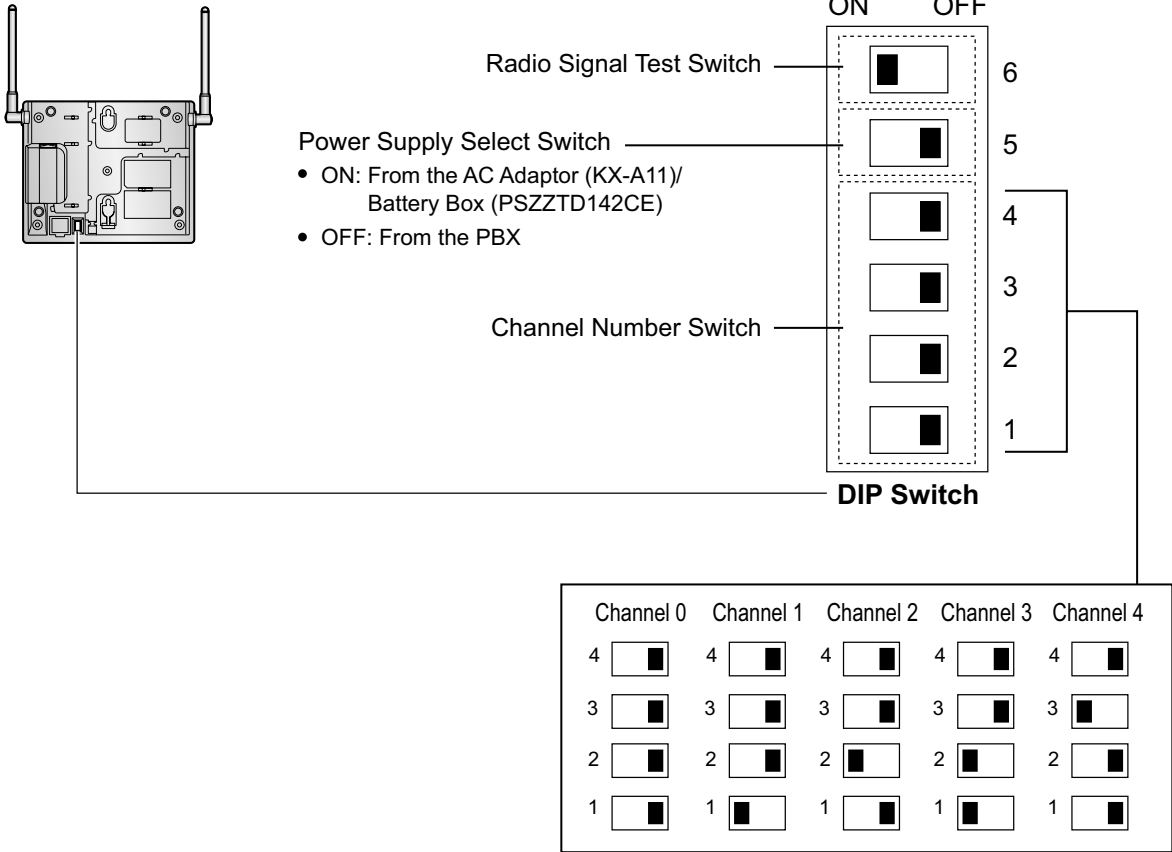 ON OFF
Radio Signal Test Switch
6
Power Supply Select Switch
5
• ON: From the AC Adaptor (KX-A11)/
Battery Box (PSZZTD142CE)
• OFF: From the PBX
4
3
Channel Number Switch
2
1
DIP Switch
Channel 0 Channel 1 Channel 2 Channel 3 Channel 4
4 4 4 4 4
3 3 3 3 3
2 2 2 2 2
1 1 1 1 1